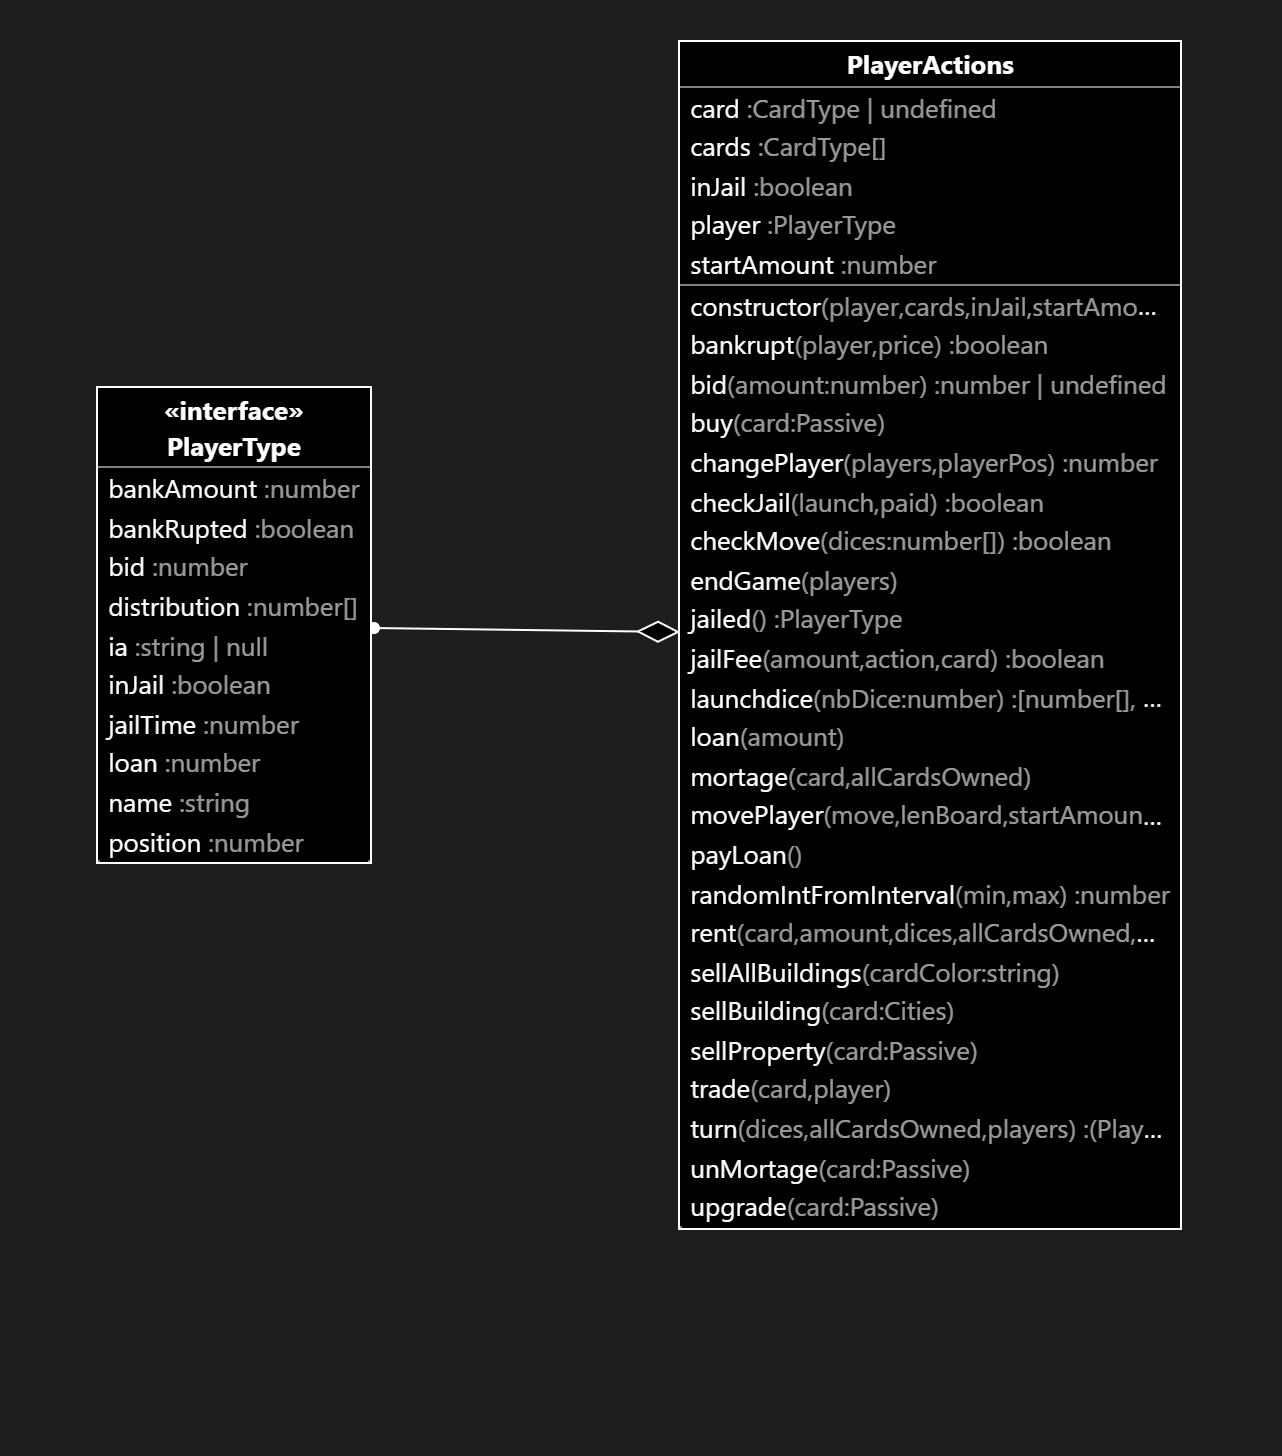 PlayerActions
card :CardType | undefined
cards :CardType[]
inJail :boolean
player :PlayerType
startAmount :number
constructor(player,cards,inJail,startAmo...
bankrupt(player,price) :boolean
bid(amount:number) :number | undefined
buy(card:Passive)
changePlayer(players,playerPos) :number
checkJail(launch,paid) :boolean
checkMove(dices:number[]) :boolean
endGame(players)
jailed() :PlayerType
jailFee(amount,action,card) :boolean
launchdice(nbDice:number) :[number[], ...
loan(amount)
mortage(card,allCardsOwned)
movePlayer(move,lenBoard,startAmoun...
payLoan()
randomIntFromInterval(min,max) :number
rent(card,amount,dices,allCardsOwned,...
sellAllBuildings(cardColor:string)
sellBuilding(card:Cities)
sellProperty(card:Passive)
trade(card,player)
turn(dices,allCardsOwned,players) :(Play...
unMortage(card:Passive)
upgrade(card:Passive)
«interface»
PlayerType
bankAmount :number
bankRupted :boolean
bid :number
distribution :number[]
ia :string | null
inJail :boolean
jailTime :number
loan :number
name :string
position :number